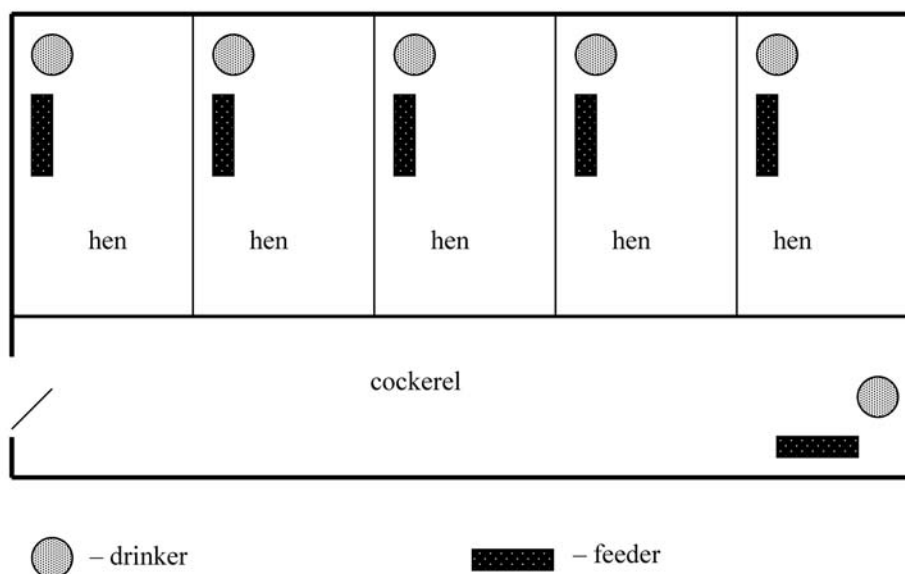 hen hen hen hen hen
cockerel
– drinker – feeder